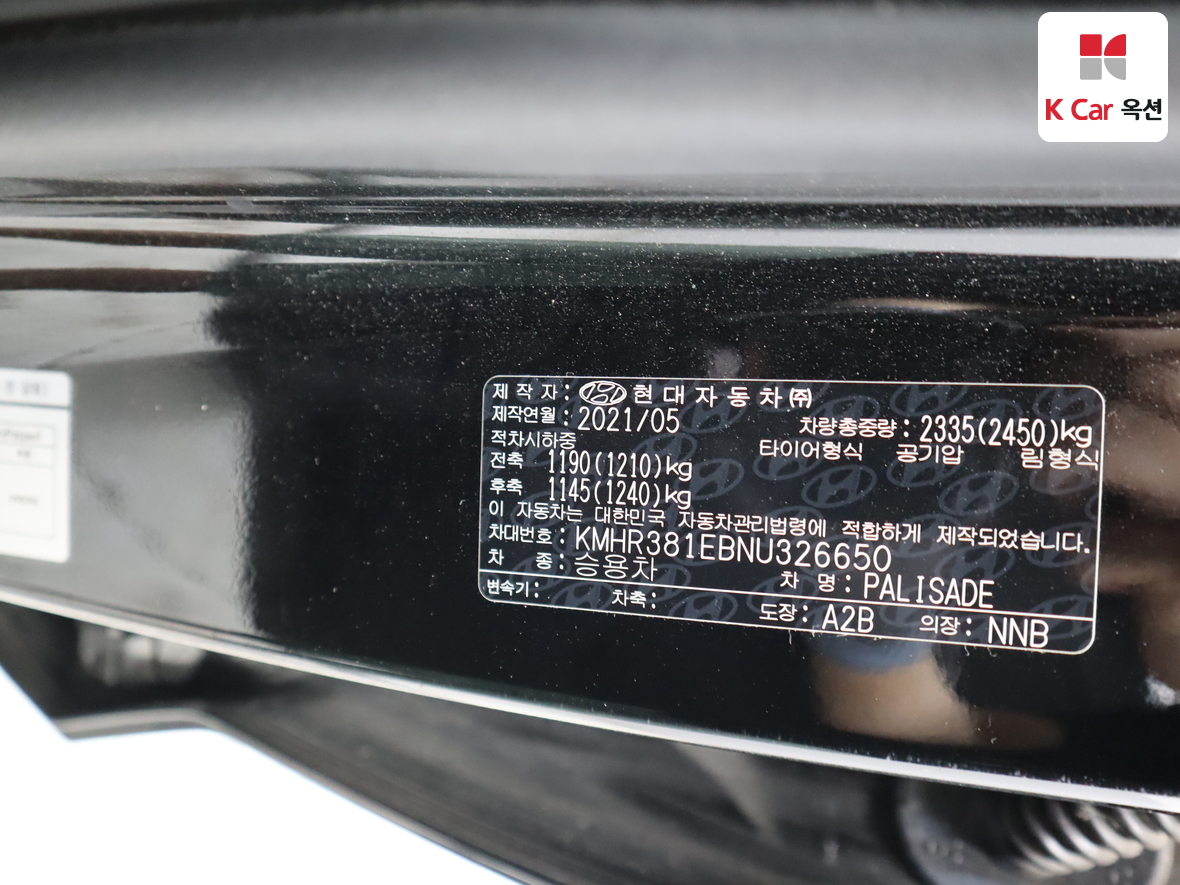 K Car 옥션
제 작 자 : 현 대 자 동 차 ㈜
제작연월 : 2021/05 차량총중량 : 2335(2450)kg
적차시하중 타이어형식 공기압 림형식
전축 1190(1210)kg
후축 1145(1240)kg
이 자동차는 대한민국 자동차관리법령에 적합하게 제작되었습니다.
차대번호 : KMHR381EBNU326650
차 종 : 승용차 차 명 : PALISADE
변속기 : 차축 : 도장 : A2B 의장 : NNB